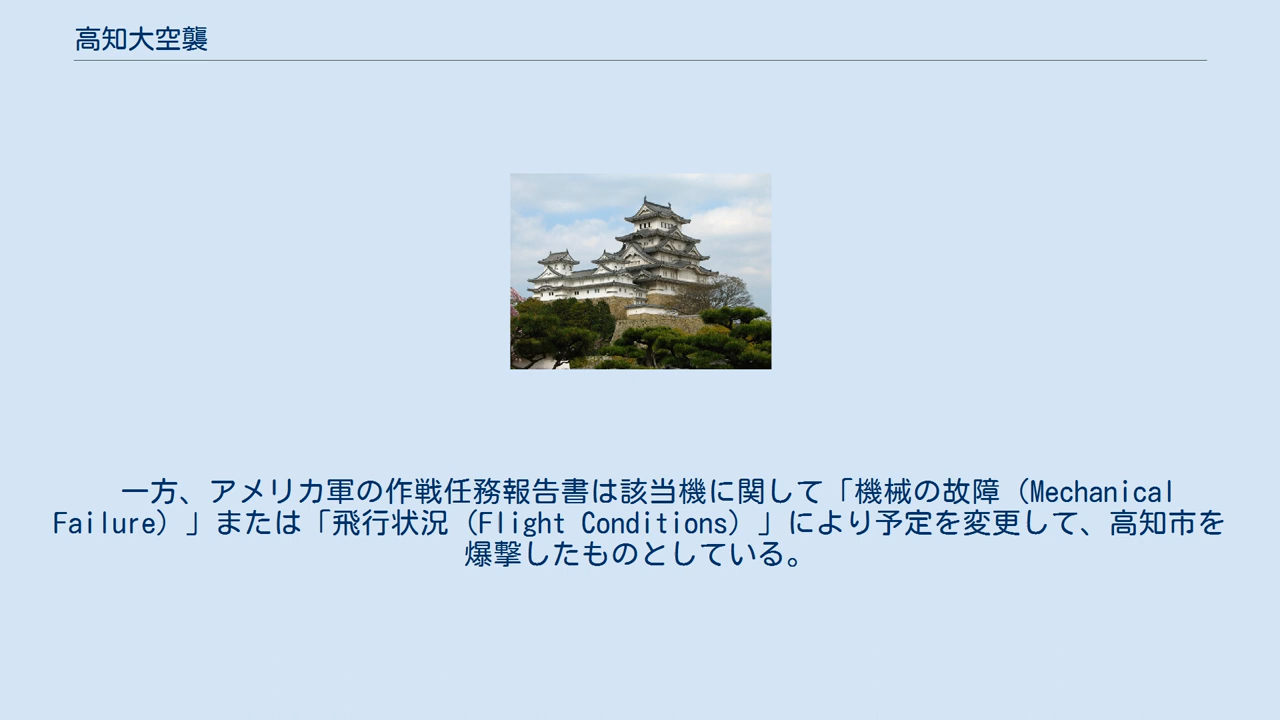 高知大空襲
一方、アメリカ軍の作戦任務報告書は該当機に関して「機械の故障（Mechanical
Failure）」または「飛行状況（Flight Conditions）」により予定を変更して、高知市を
爆撃したものとしている。